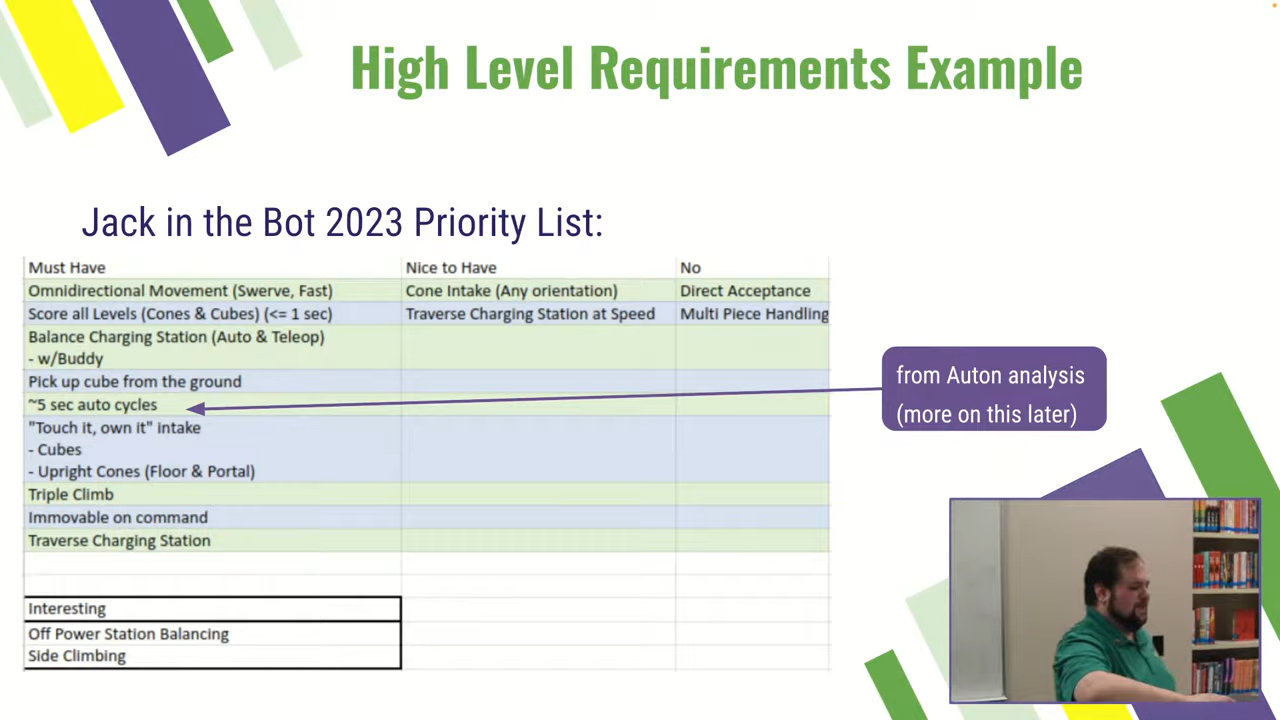 High Level Requirements Example
Jack in the Bot 2023 Priority List:
Must Have Nice to Have No
Omnidirectional Movement (Swerve, Fast) Cone Intake (Any orientation) Direct Acceptance
Score all Levels (Cones & Cubes) (<= 1 sec) Traverse Charging Station at Speed Multi Piece Handling
Balance Charging Station (Auto & Teleop)
- w/Buddy
Pick up cube from the ground
~5 sec auto cycles
"Touch it, own it" intake
- Cubes
- Upright Cones (Floor & Portal)
Triple Climb
Immovable on command
Traverse Charging Station
Interesting
Off Power Station Balancing
Side Climbing
from Auton analysis
(more on this later)